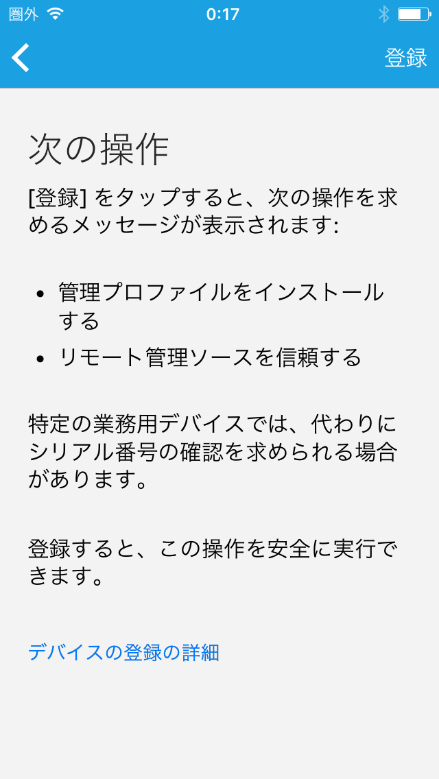 圏外 0:17
登録
次の操作
[登録] をタップすると、次の操作を求
めるメッセージが表示されます:
• 管理プロファイルをインストール
する
• リモート管理ソースを信頼する
特定の業務用デバイスでは、代わりに
シリアル番号の確認を求められる場合
があります。
登録すると、この操作を安全に実行で
きます。
デバイスの登録の詳細